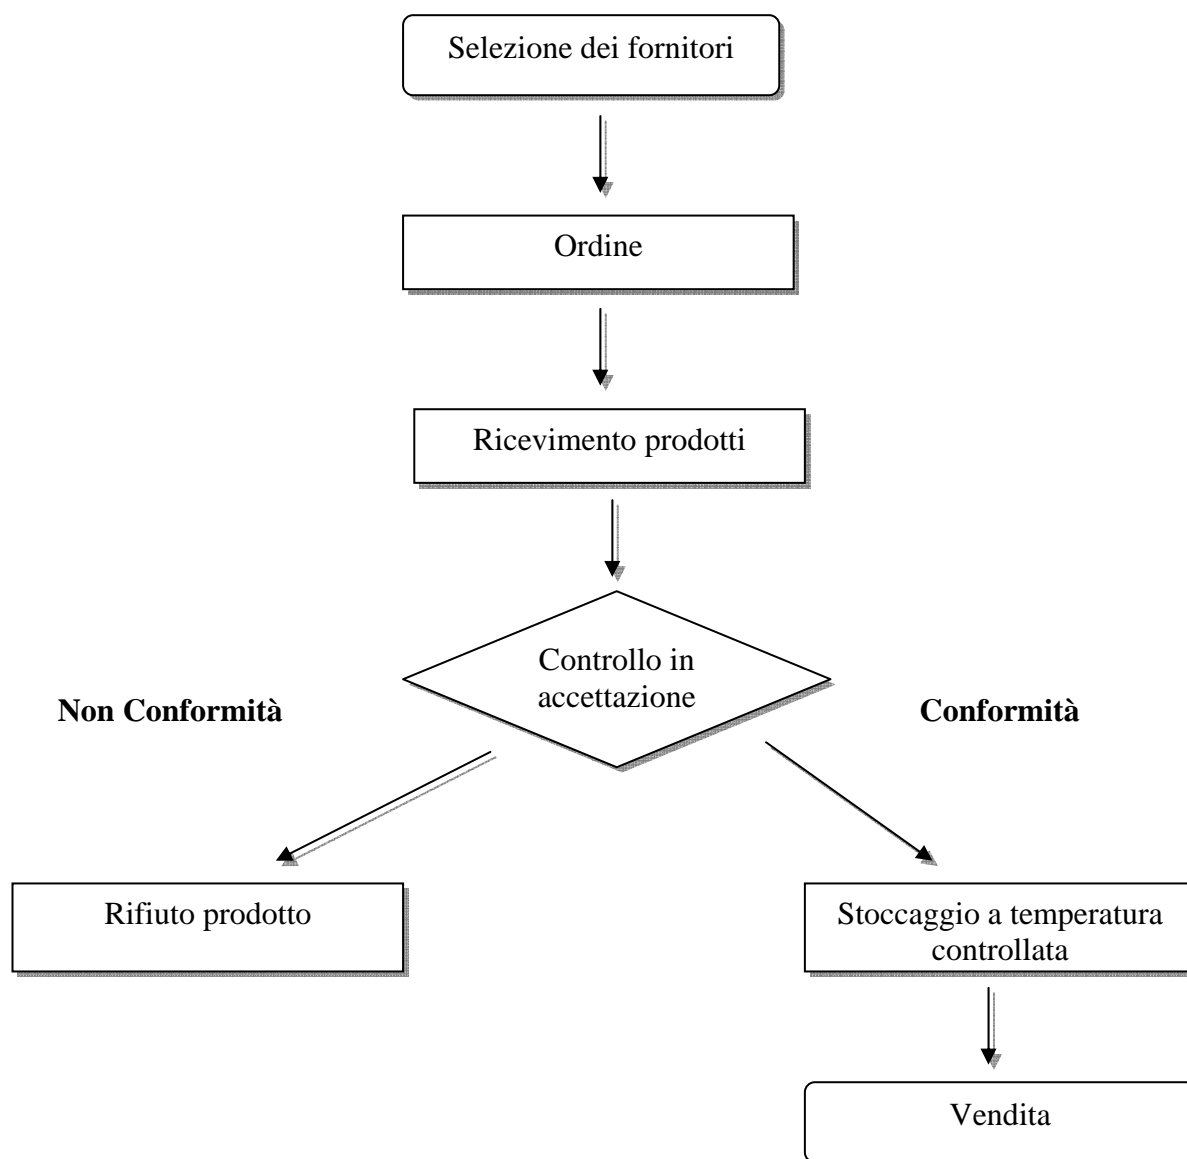 Selezione dei fornitori
Ordine
Ricevimento prodotti
Controllo in
accettazione
Non Conformità
Conformità
Rifiuto prodotto
Stoccaggio a temperatura
controllata
Vendita